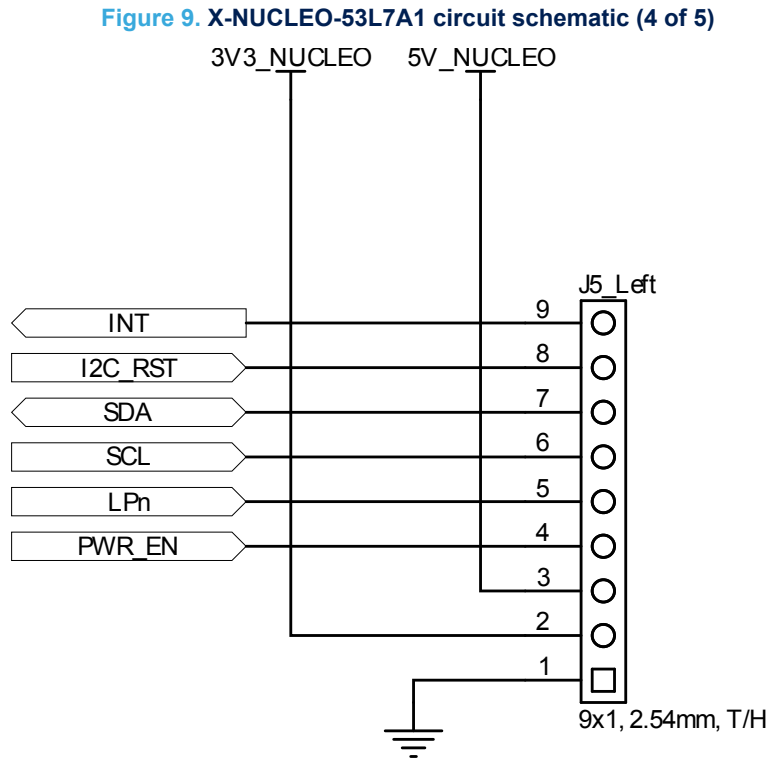 Figure 9. X-NUCLEO-53L7A1 circuit schematic (4 of 5)
3V3_NUCLEO 5V_NUCLEO
J5_Left
INT 9
I2C_RST 8
SDA 7
SCL 6
LPn 5
PWR_EN 4
3
2
1
9x1, 2.54mm, T/H